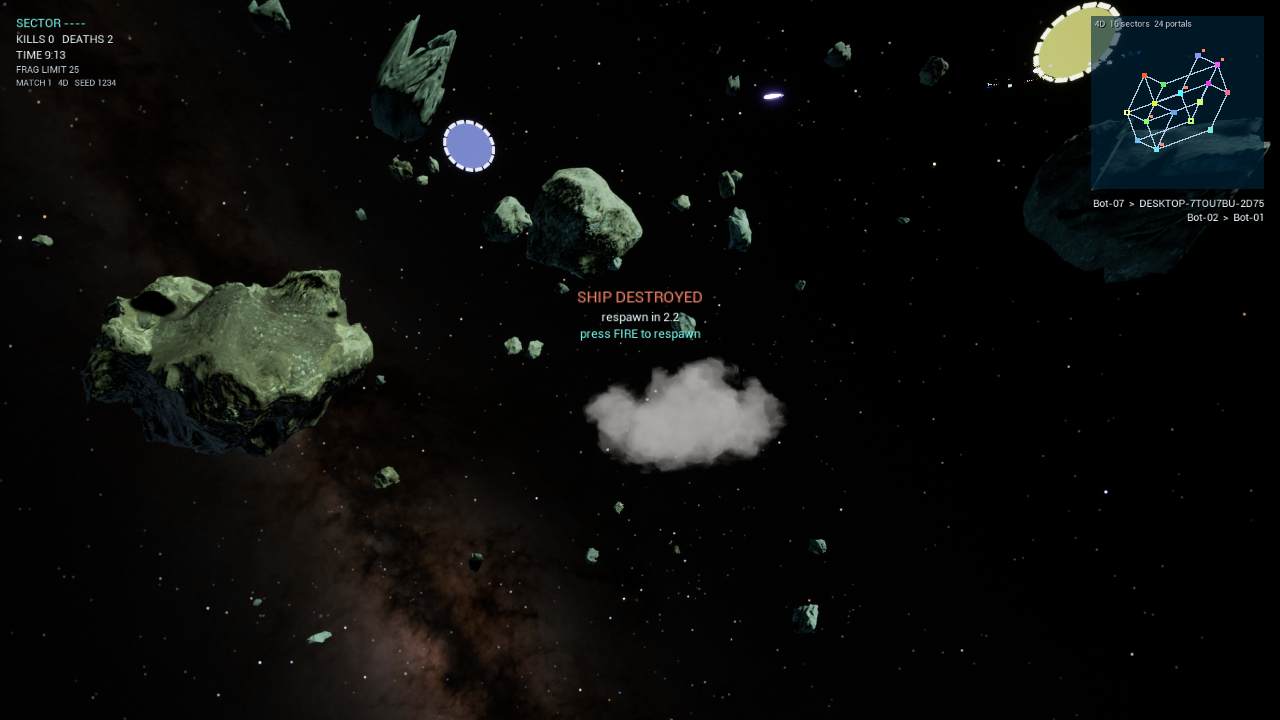 SECTOR ----
KILLS 0 DEATHS 2
TIME 9:13
FRAG LIMIT 25
MATCH 1 4D SEED 1234
4D 16 sectors 24 portals
Bot-07 > DESKTOP-7TOU7BU-2D75
Bot-02 > Bot-01
SHIP DESTROYED
respawn in 2.2
press FIRE to respawn